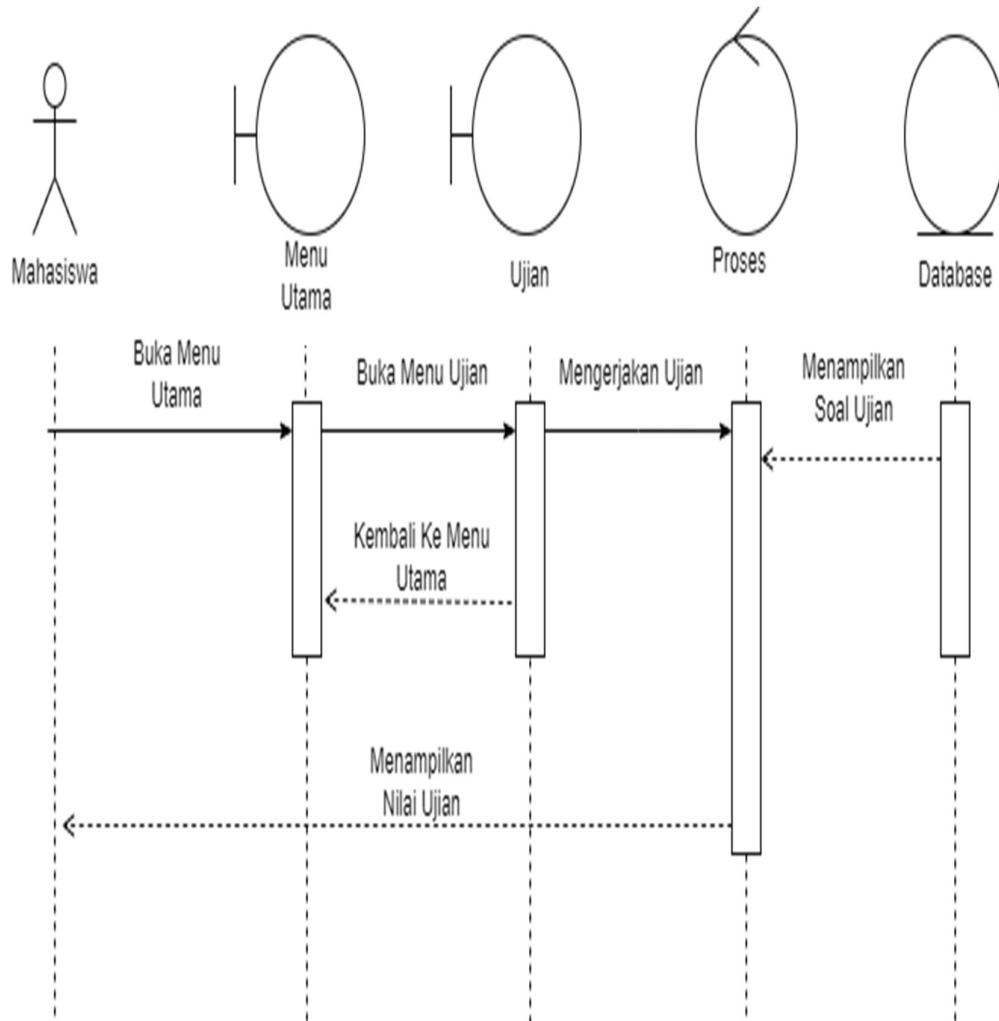 Mahasiswa
Menu
Utama
Ujian
Proses
Database
Buka Menu
Utama
Buka Menu Ujian
Mengerjakan Ujian
Menampilkan
Soal Ujian
Kembali Ke Menu
Utama
Menampilkan
Nilai Ujian